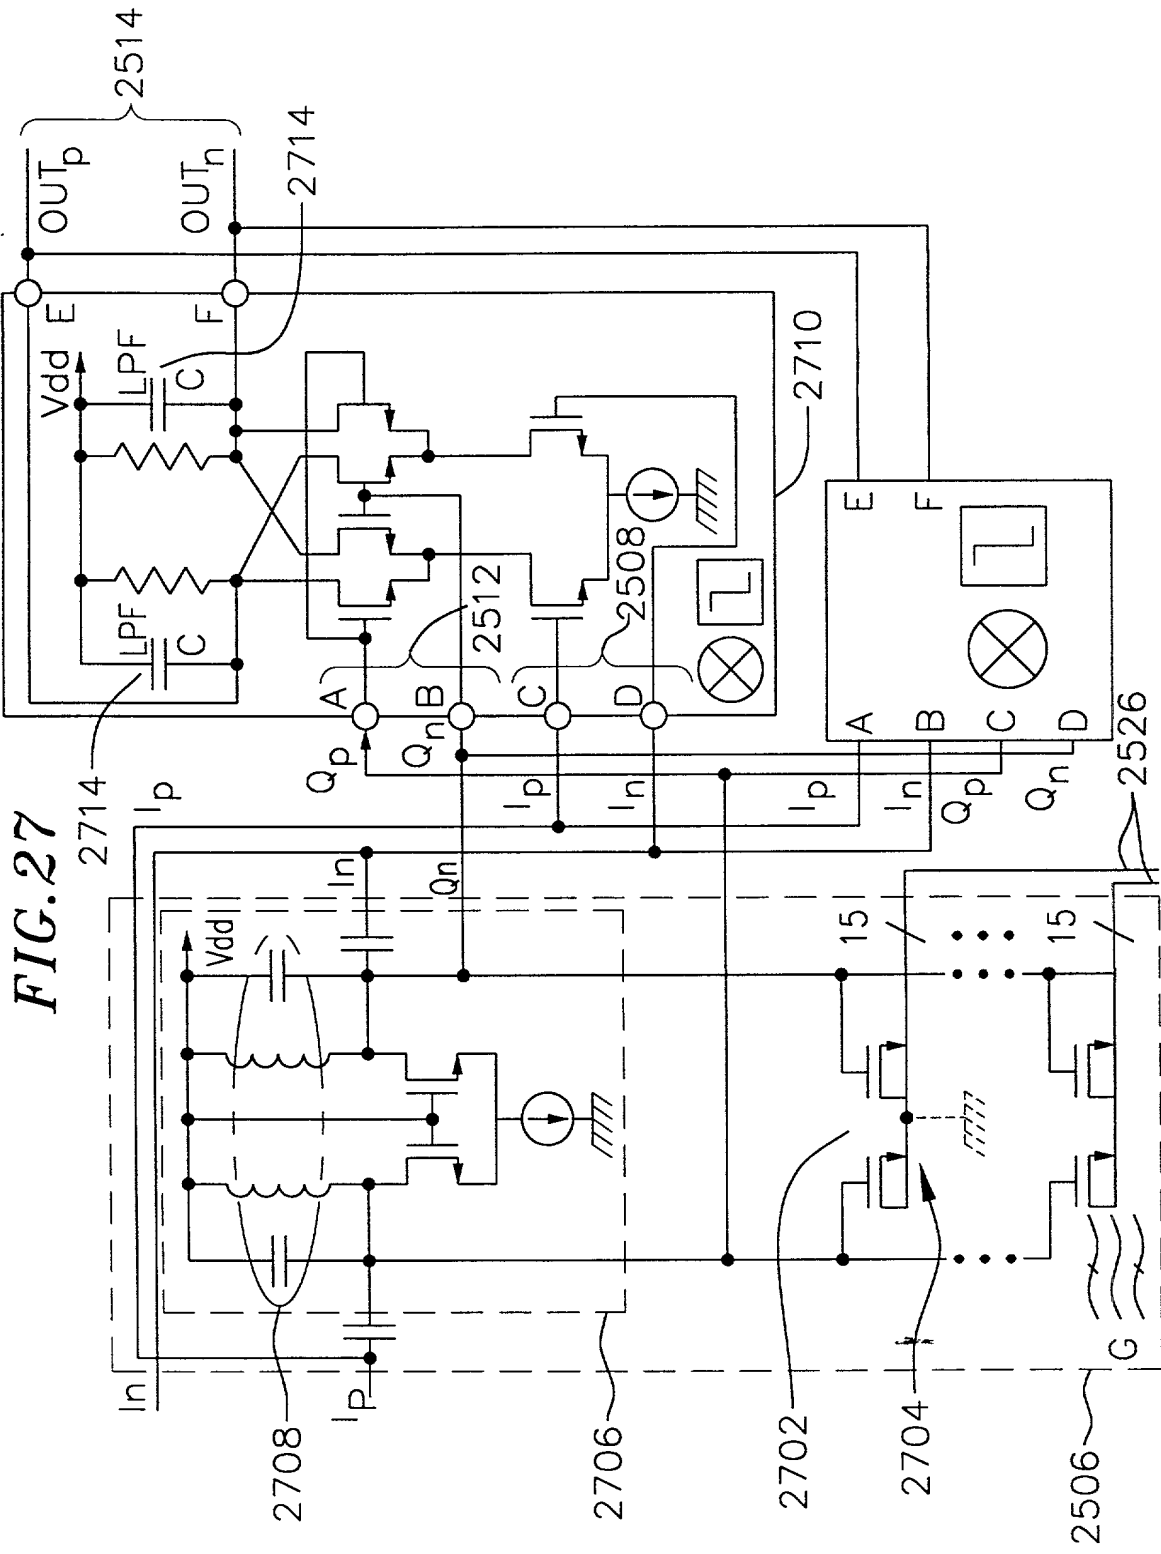 FIG.27
In
Ip
2708
2706
2702
2704
2506
G
Vdd
In
Qn
15
15
2526
Ip
2714
LPF
C
Vdd
LPF
C
2714
E
F
OUTp
OUTn
2514
Qp
A
Qn
B
Ip
C
In
D
2512
2508
2710
Ip
A
In
B
Qp
C
Qn
D
E
F